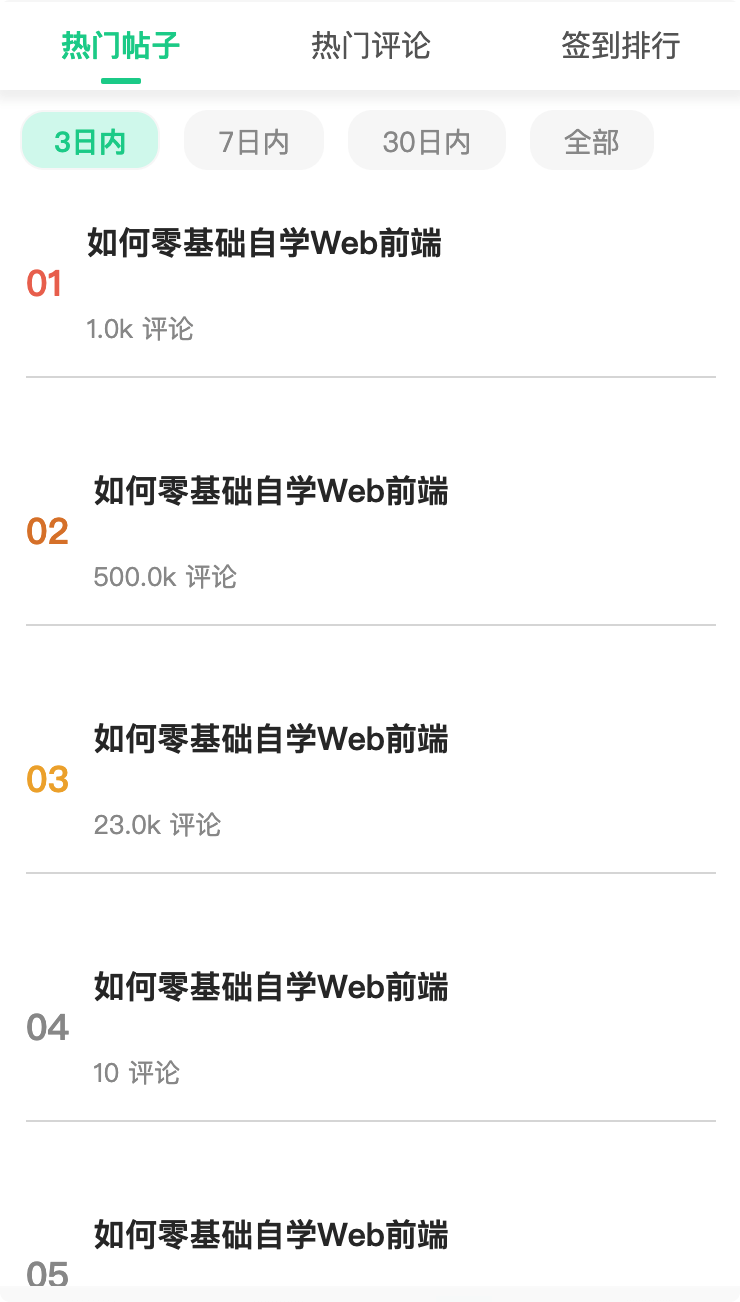 热门帖子 热门评论 签到排行
3日内 7日内 30日内 全部
如何零基础自学Web前端
01
1.0k 评论
如何零基础自学Web前端
02
500.0k 评论
如何零基础自学Web前端
03
23.0k 评论
如何零基础自学Web前端
04
10 评论
如何零基础自学Web前端
05